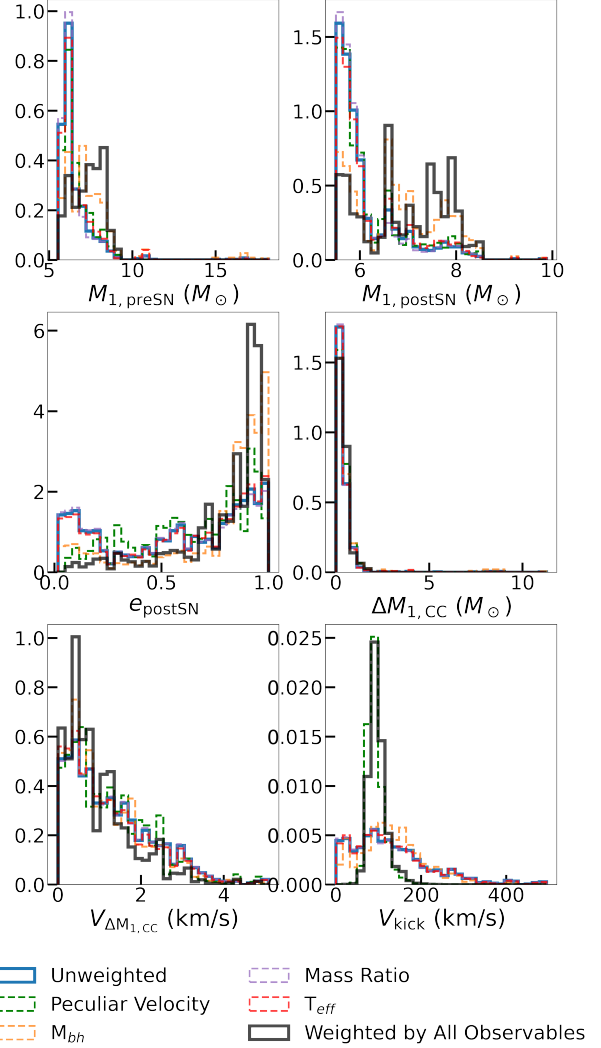 1.0
0.8
0.6
0.4
0.2
0.0
5 10 15
M1, preSN (M⊙)
1.5
1.0
0.5
0.0
6 8 10
M1, postSN (M⊙)
6
4
2
0
0.0 0.5 1.0
epostSN
1.5
1.0
0.5
0.0
0 5 10
ΔM1, CC (M⊙)
1.0
0.8
0.6
0.4
0.2
0.0
0 2 4
VΔM1, CC (km/s)
0.025
0.020
0.015
0.010
0.005
0.000
0 200 400
Vkick (km/s)
Unweighted
Peculiar Velocity
Mbh
Mass Ratio
Teff
Weighted by All Observables